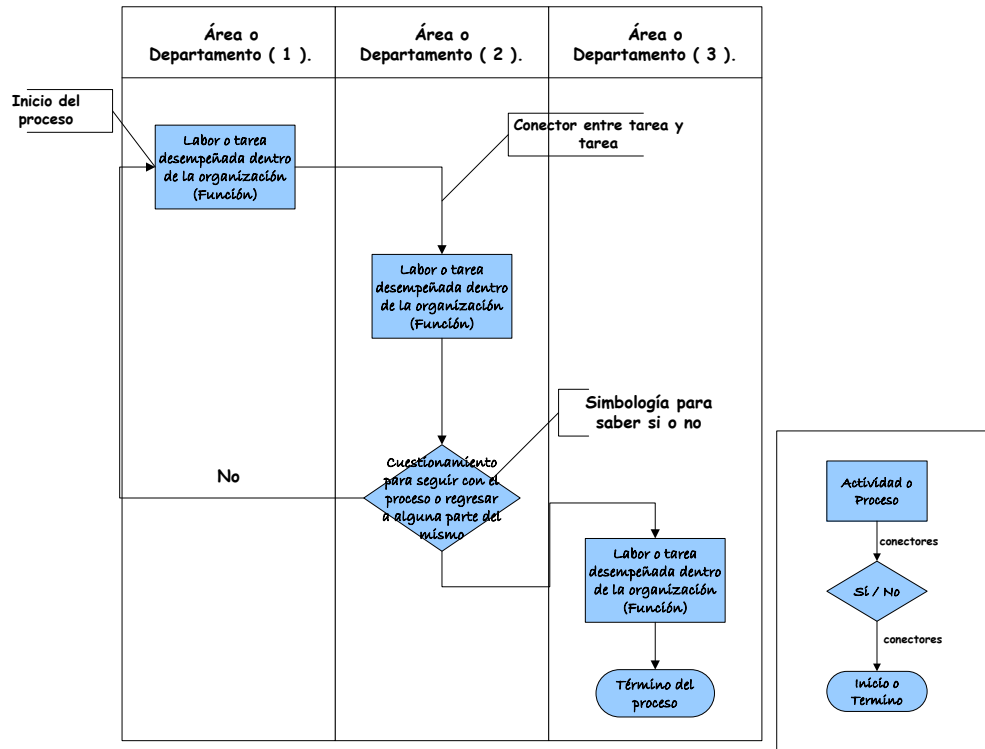 Área o
Departamento ( 1 ).
Área o
Departamento ( 2 ).
Área o
Departamento ( 3 ).
Inicio del
proceso
Labor o tarea
desempeñada dentro
de la organización
(Función)
Conector entre tarea y
tarea
Labor o tarea
desempeñada dentro
de la organización
(Función)
Simbología para
saber si o no
No
Cuestionamiento
para seguir con el
proceso o regresar
a alguna parte del
mismo
Labor o tarea
desempeñada dentro
de la organización
(Función)
Término del
proceso
Actividad o
Proceso
conectores
Si / No
conectores
Inicio o
Termino